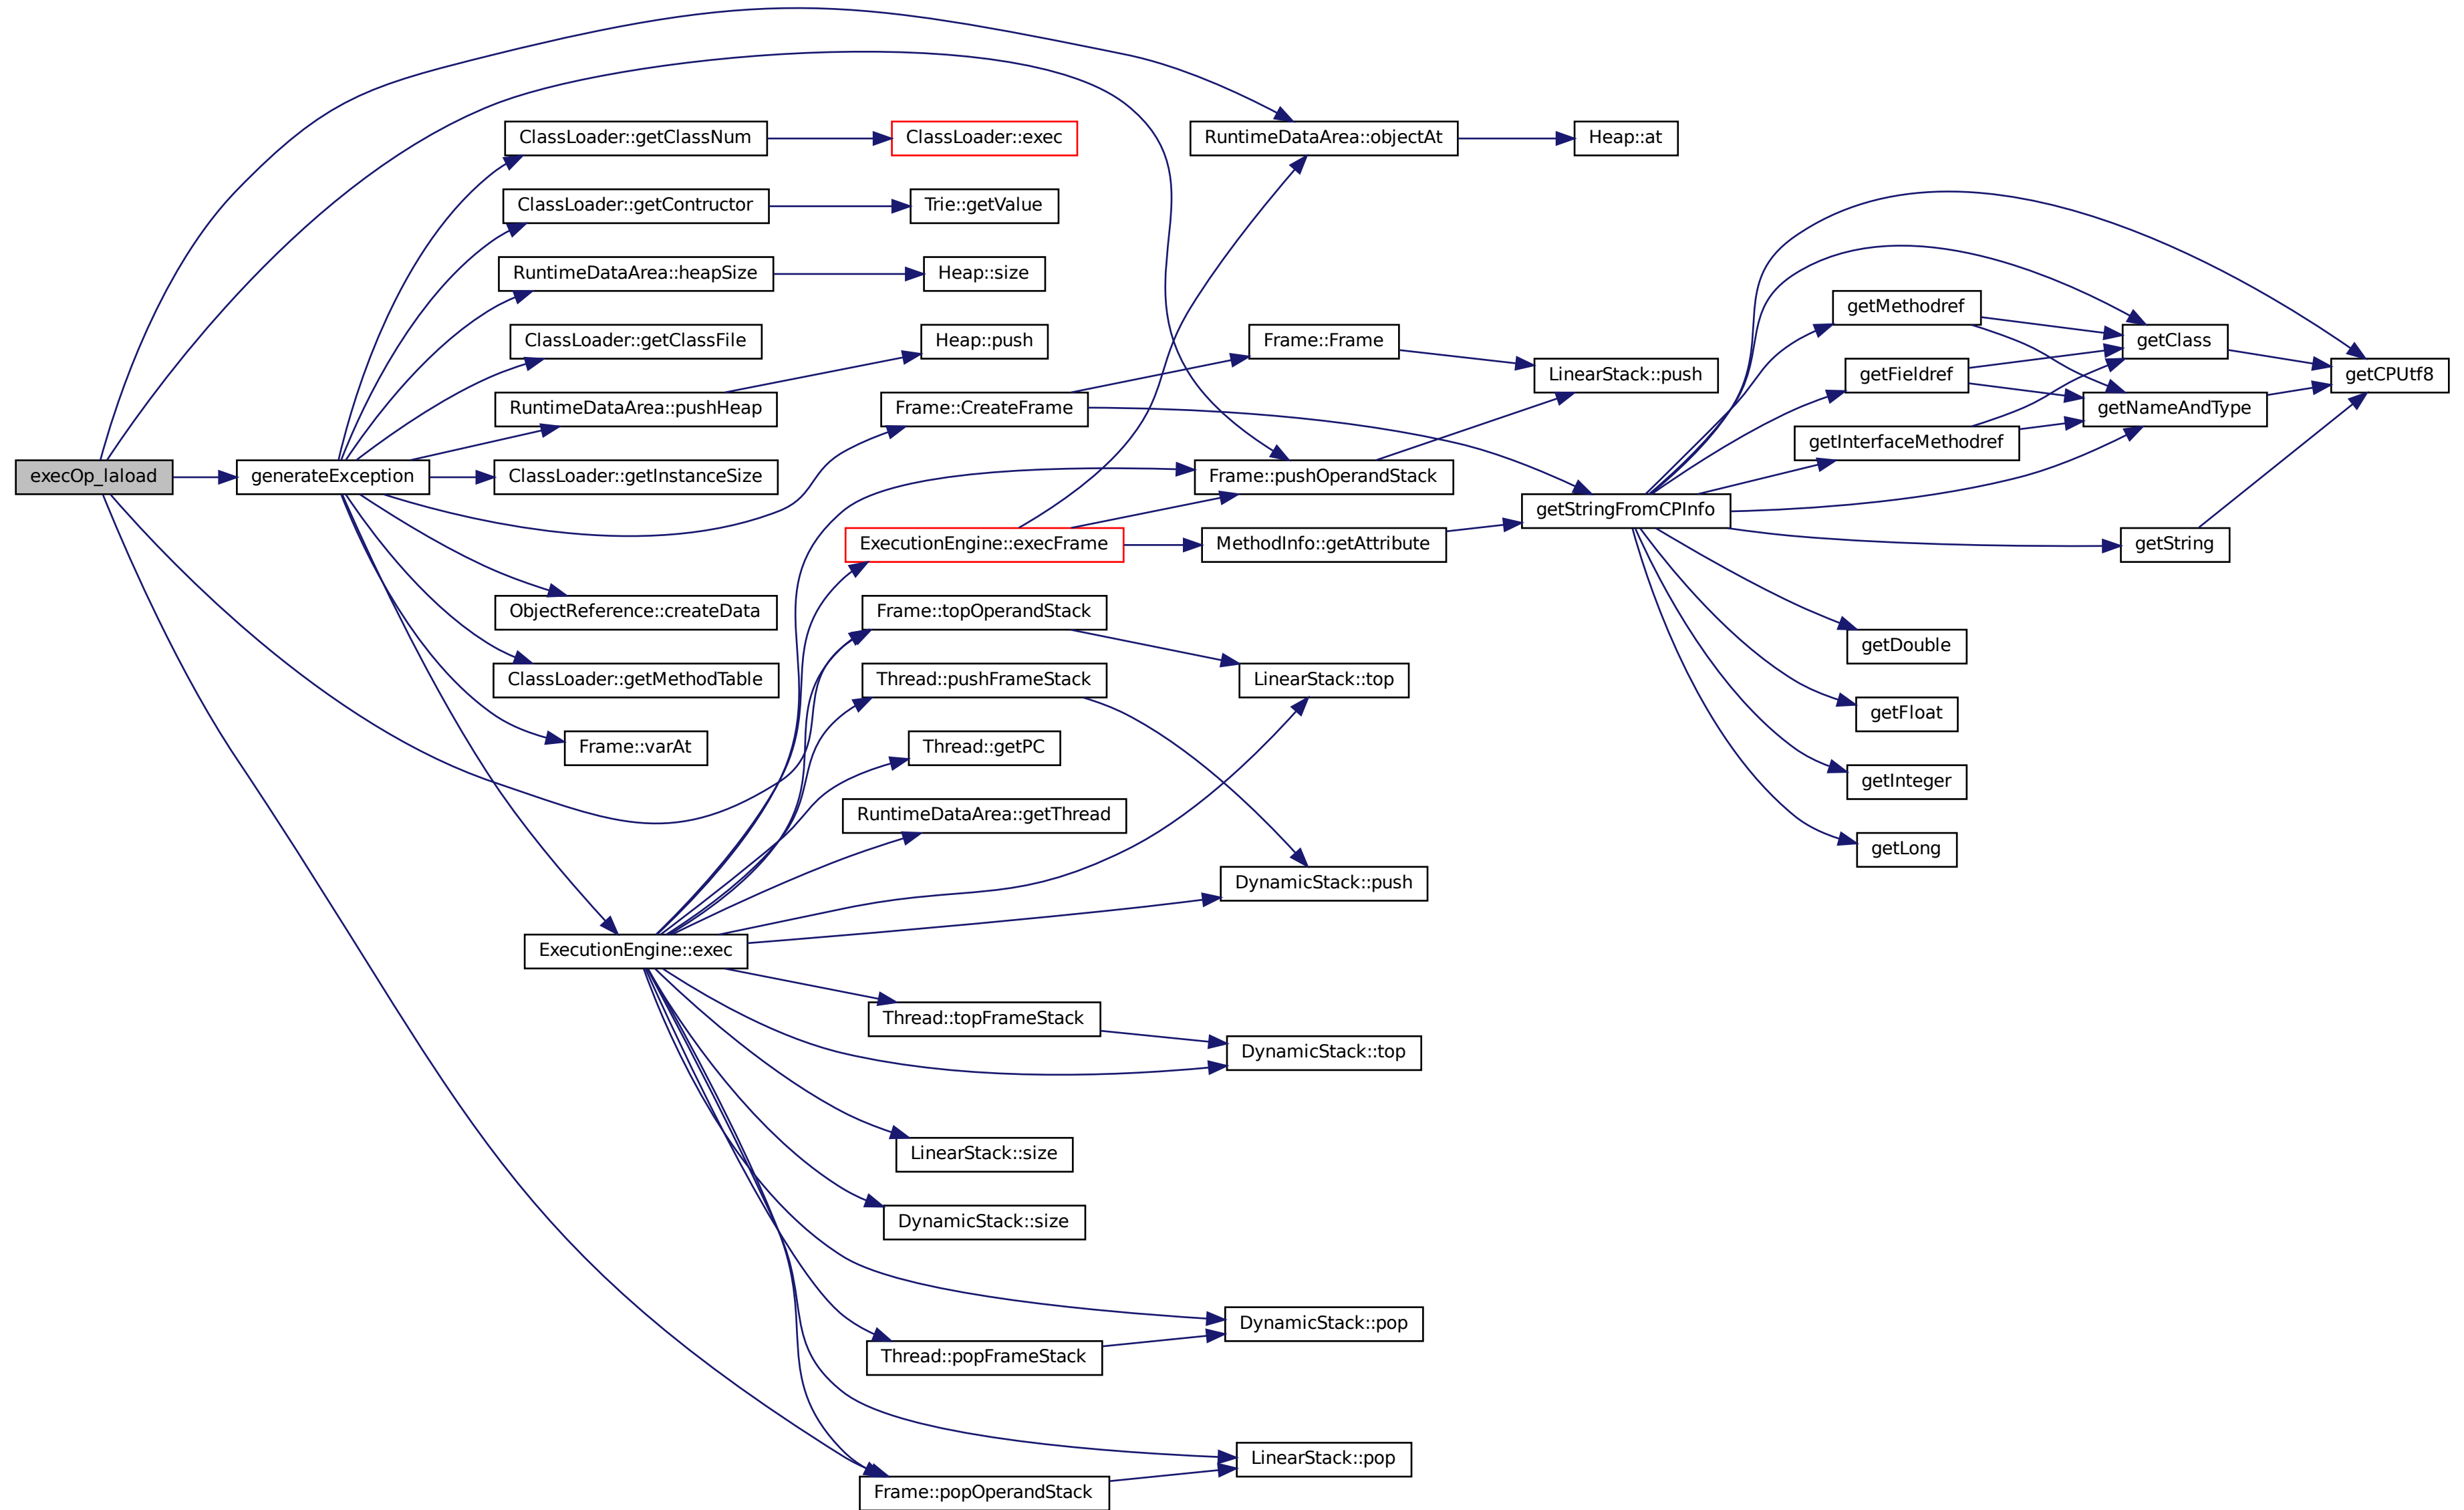 execOp_laload
generateException
ClassLoader::getClassNum
ClassLoader::getContructor
RuntimeDataArea::heapSize
ClassLoader::getClassFile
RuntimeDataArea::pushHeap
ClassLoader::getInstanceSize
ObjectReference::createData
ClassLoader::getMethodTable
Frame::varAt
ExecutionEngine::exec
ClassLoader::exec
Trie::getValue
Heap::size
Heap::push
Frame::CreateFrame
ExecutionEngine::execFrame
Frame::topOperandStack
Thread::pushFrameStack
Thread::getPC
RuntimeDataArea::getThread
Thread::topFrameStack
LinearStack::size
DynamicStack::size
Thread::popFrameStack
Frame::popOperandStack
RuntimeDataArea::objectAt
Frame::Frame
Frame::pushOperandStack
MethodInfo::getAttribute
LinearStack::top
DynamicStack::push
DynamicStack::top
DynamicStack::pop
LinearStack::pop
Heap::at
LinearStack::push
getStringFromCPInfo
getMethodref
getFieldref
getInterfaceMethodref
getDouble
getFloat
getInteger
getLong
getClass
getNameAndType
getString
getCPUtf8